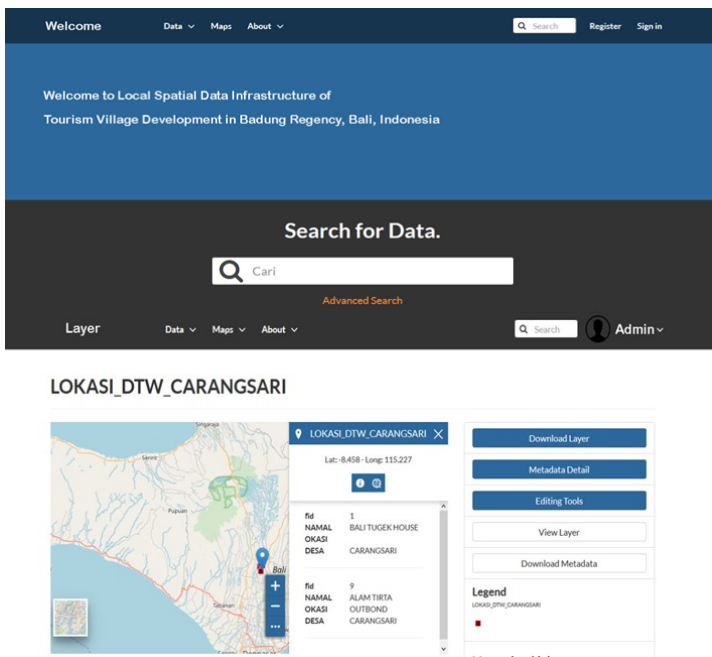 Welcome Data Maps About Search Register Sign in
Welcome to Local Spatial Data Infrastructure of
Tourism Village Development in Badung Regency, Bali, Indonesia
Search for Data.
Cari
Advanced Search
Layer Data Maps About Search Admin
LOKASI_DTW_CARANGSARI
Singaraja
Seririt
Pupuan
Bali
Tabanan
Denpasar
+
−
...
LOKASI_DTW_CARANGSARI
Lat: -8.458 - Long: 115.227
fid 1
NAMAL BALI TUGEK HOUSE
OKASI
DESA CARANGSARI
fid 9
NAMAL ALAM TIRTA
OKASI OUTBOND
DESA CARANGSARI
Download Layer
Metadata Detail
Editing Tools
View Layer
Download Metadata
Legend
LOKASI_DTW_CARANGSARI